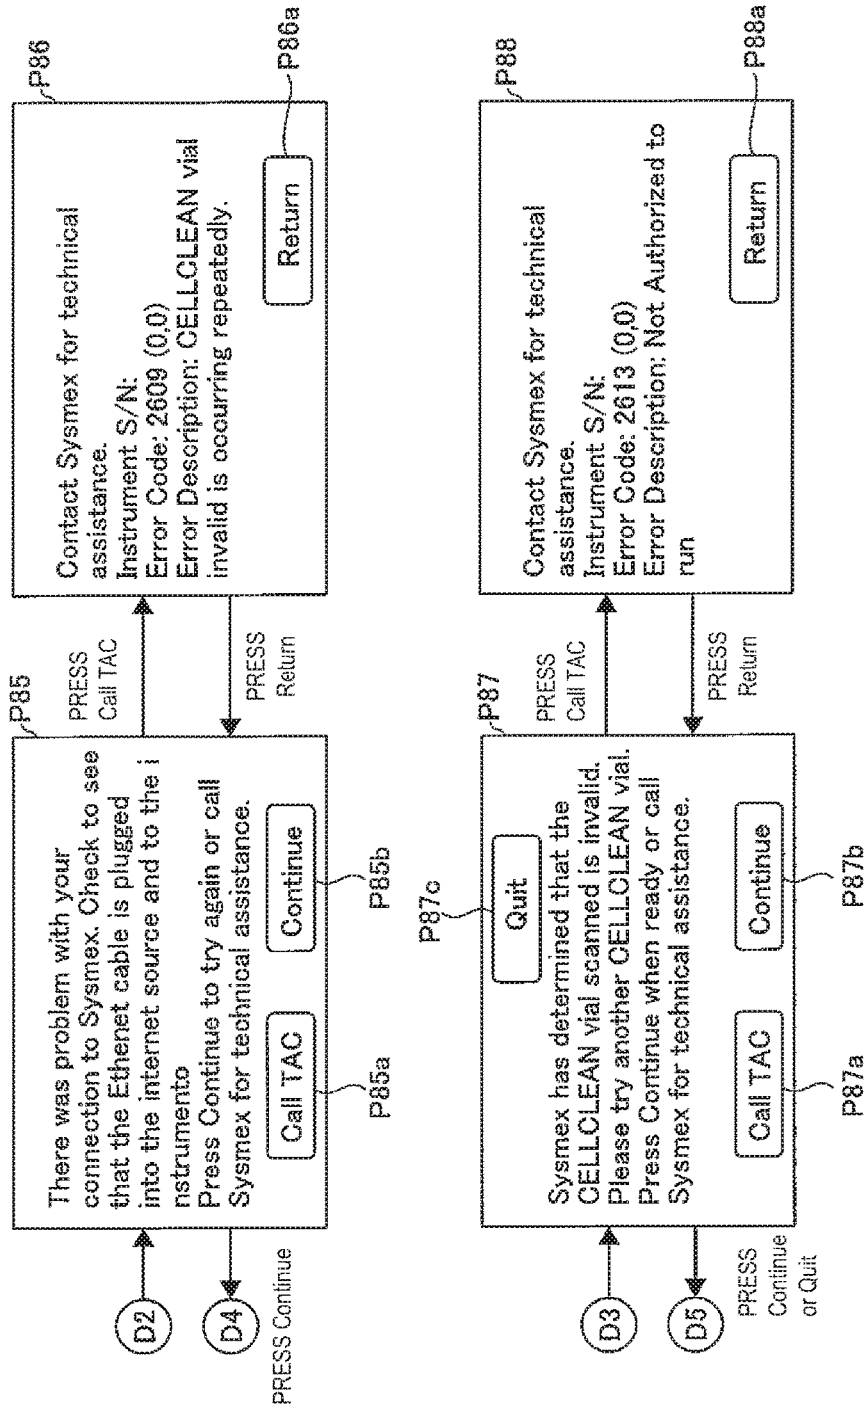 P85
There was problem with your
connection to Sysmex. Check to see
that the Ethenet cable is plugged
into the internet source and to the i
nstrumento
Press Continue to try again or call
Sysmex for technical assistance.
Call TAC
Continue
P85a
P85b
D2
D4
PRESS Continue
PRESS
Call TAC
PRESS
Return
P86
Contact Sysmex for technical
assistance.
Instrument S/N:
Error Code: 2609 (0,0)
Error Description: CELLCLEAN vial
invalid is occurring repeatedly.
Return
P86a
P87
P87c
Quit
Sysmex has determined that the
CELLCLEAN vial scanned is invalid.
Please try another CELLCLEAN vial.
Press Continue when ready or call
Sysmex for technical assistance.
Call TAC
Continue
P87a
P87b
D3
D5
PRESS
Continue
or Quit
PRESS
Call TAC
PRESS
Return
P88
Contact Sysmex for technical
assistance.
Instrument S/N:
Error Code: 2613 (0,0)
Error Description: Not Authorized to
run
Return
P88a